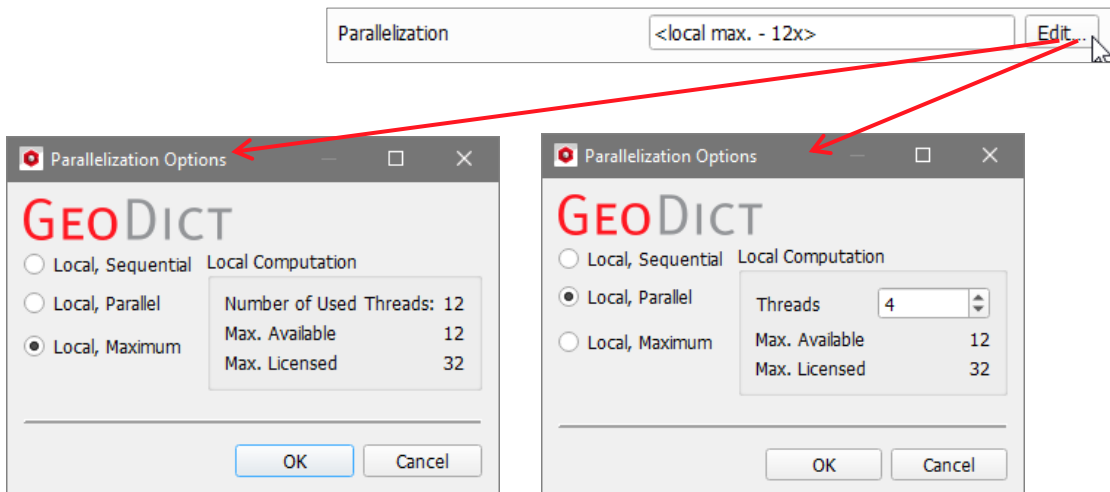 Parallelization <local max. - 12x> Edit...
Parallelization Options
GEODICT
Local, Sequential Local Computation
Local, Parallel Number of Used Threads: 12
Max. Available 12
Local, Maximum
Max. Licensed 32
OK Cancel
Parallelization Options
GEODICT
Local, Sequential Local Computation
Local, Parallel Threads 4
Local, Maximum Max. Available 12
Max. Licensed 32
OK Cancel